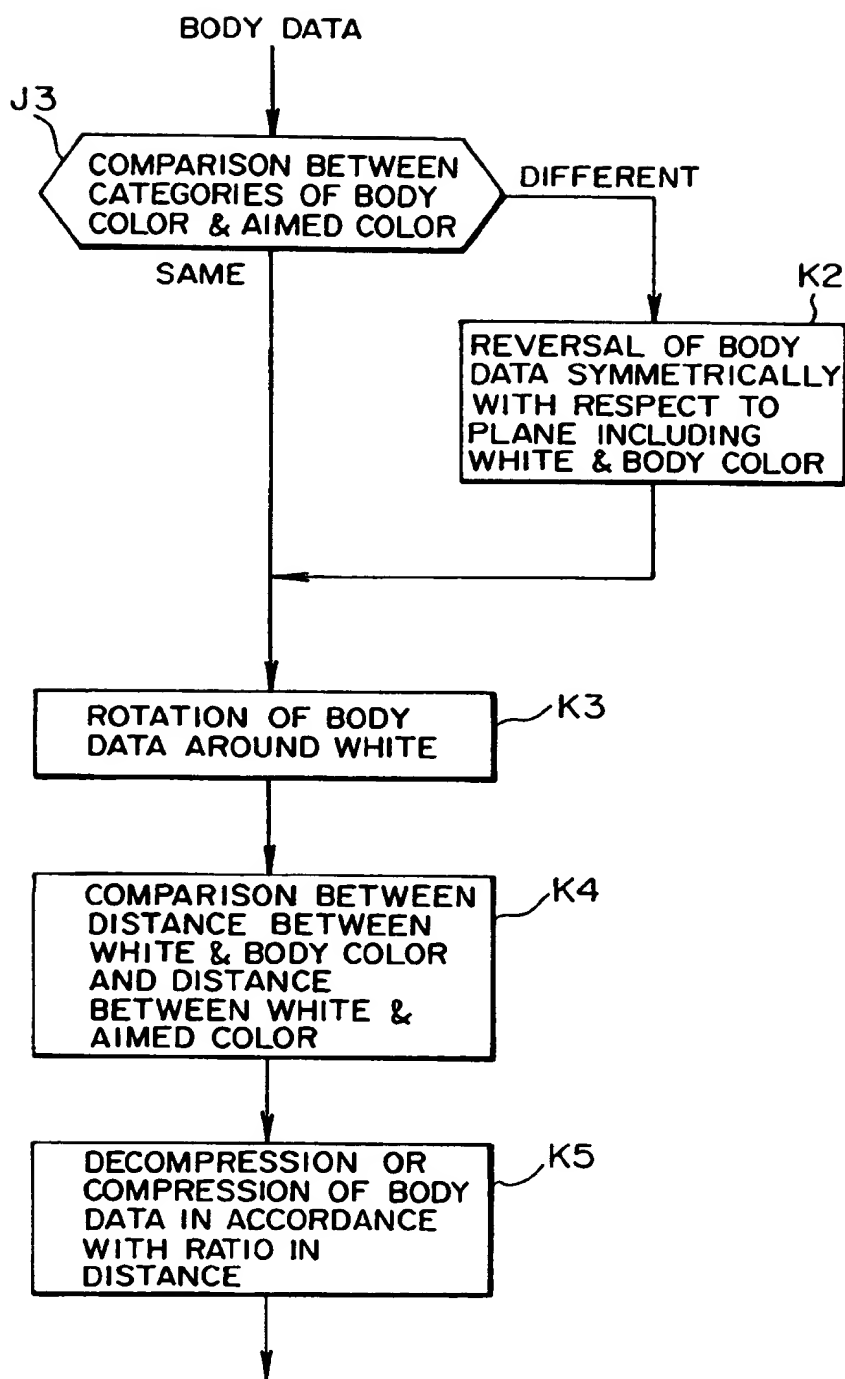 BODY DATA
J3
COMPARISON BETWEEN
CATEGORIES OF BODY
COLOR & AIMED COLOR
DIFFERENT
SAME
K2
REVERSAL OF BODY
DATA SYMMETRICALLY
WITH RESPECT TO
PLANE INCLUDING
WHITE & BODY COLOR
ROTATION OF BODY
DATA AROUND WHITE
K3
COMPARISON BETWEEN
DISTANCE BETWEEN
WHITE & BODY COLOR
AND DISTANCE
BETWEEN WHITE &
AIMED COLOR
K4
DECOMPRESSION OR
COMPRESSION OF BODY
DATA IN ACCORDANCE
WITH RATIO IN
DISTANCE
K5